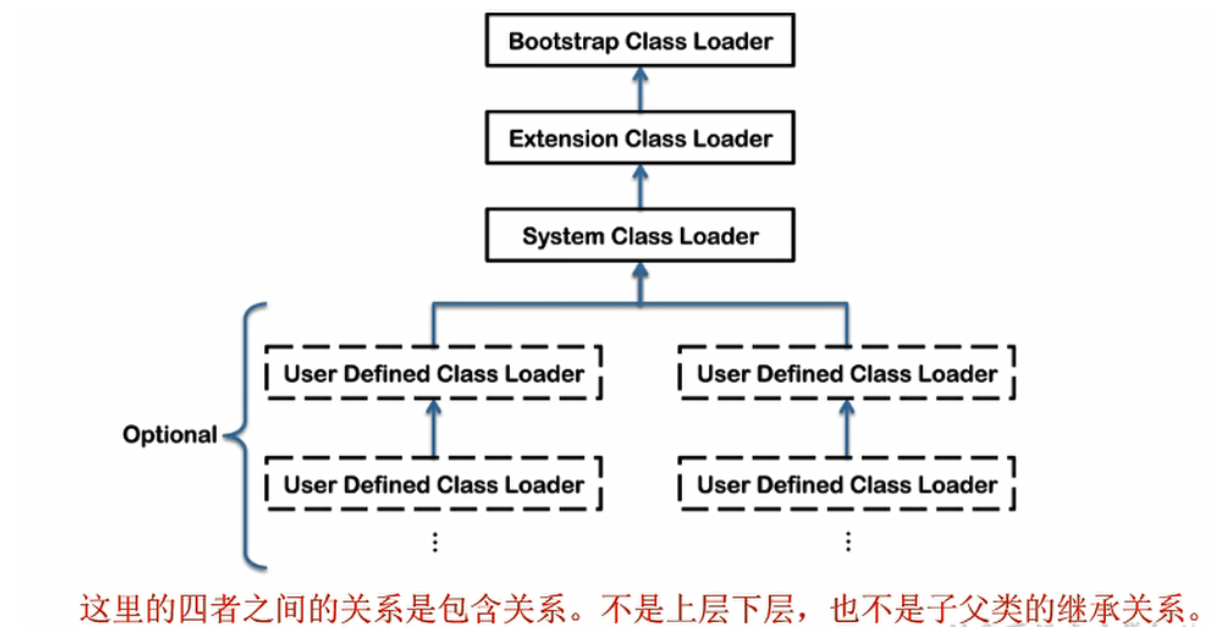 Bootstrap Class Loader
Extension Class Loader
System Class Loader
User Defined Class Loader
User Defined Class Loader
Optional
User Defined Class Loader
User Defined Class Loader
这里的四者之间的关系是包含关系。不是上层下层，也不是子父类的继承关系。